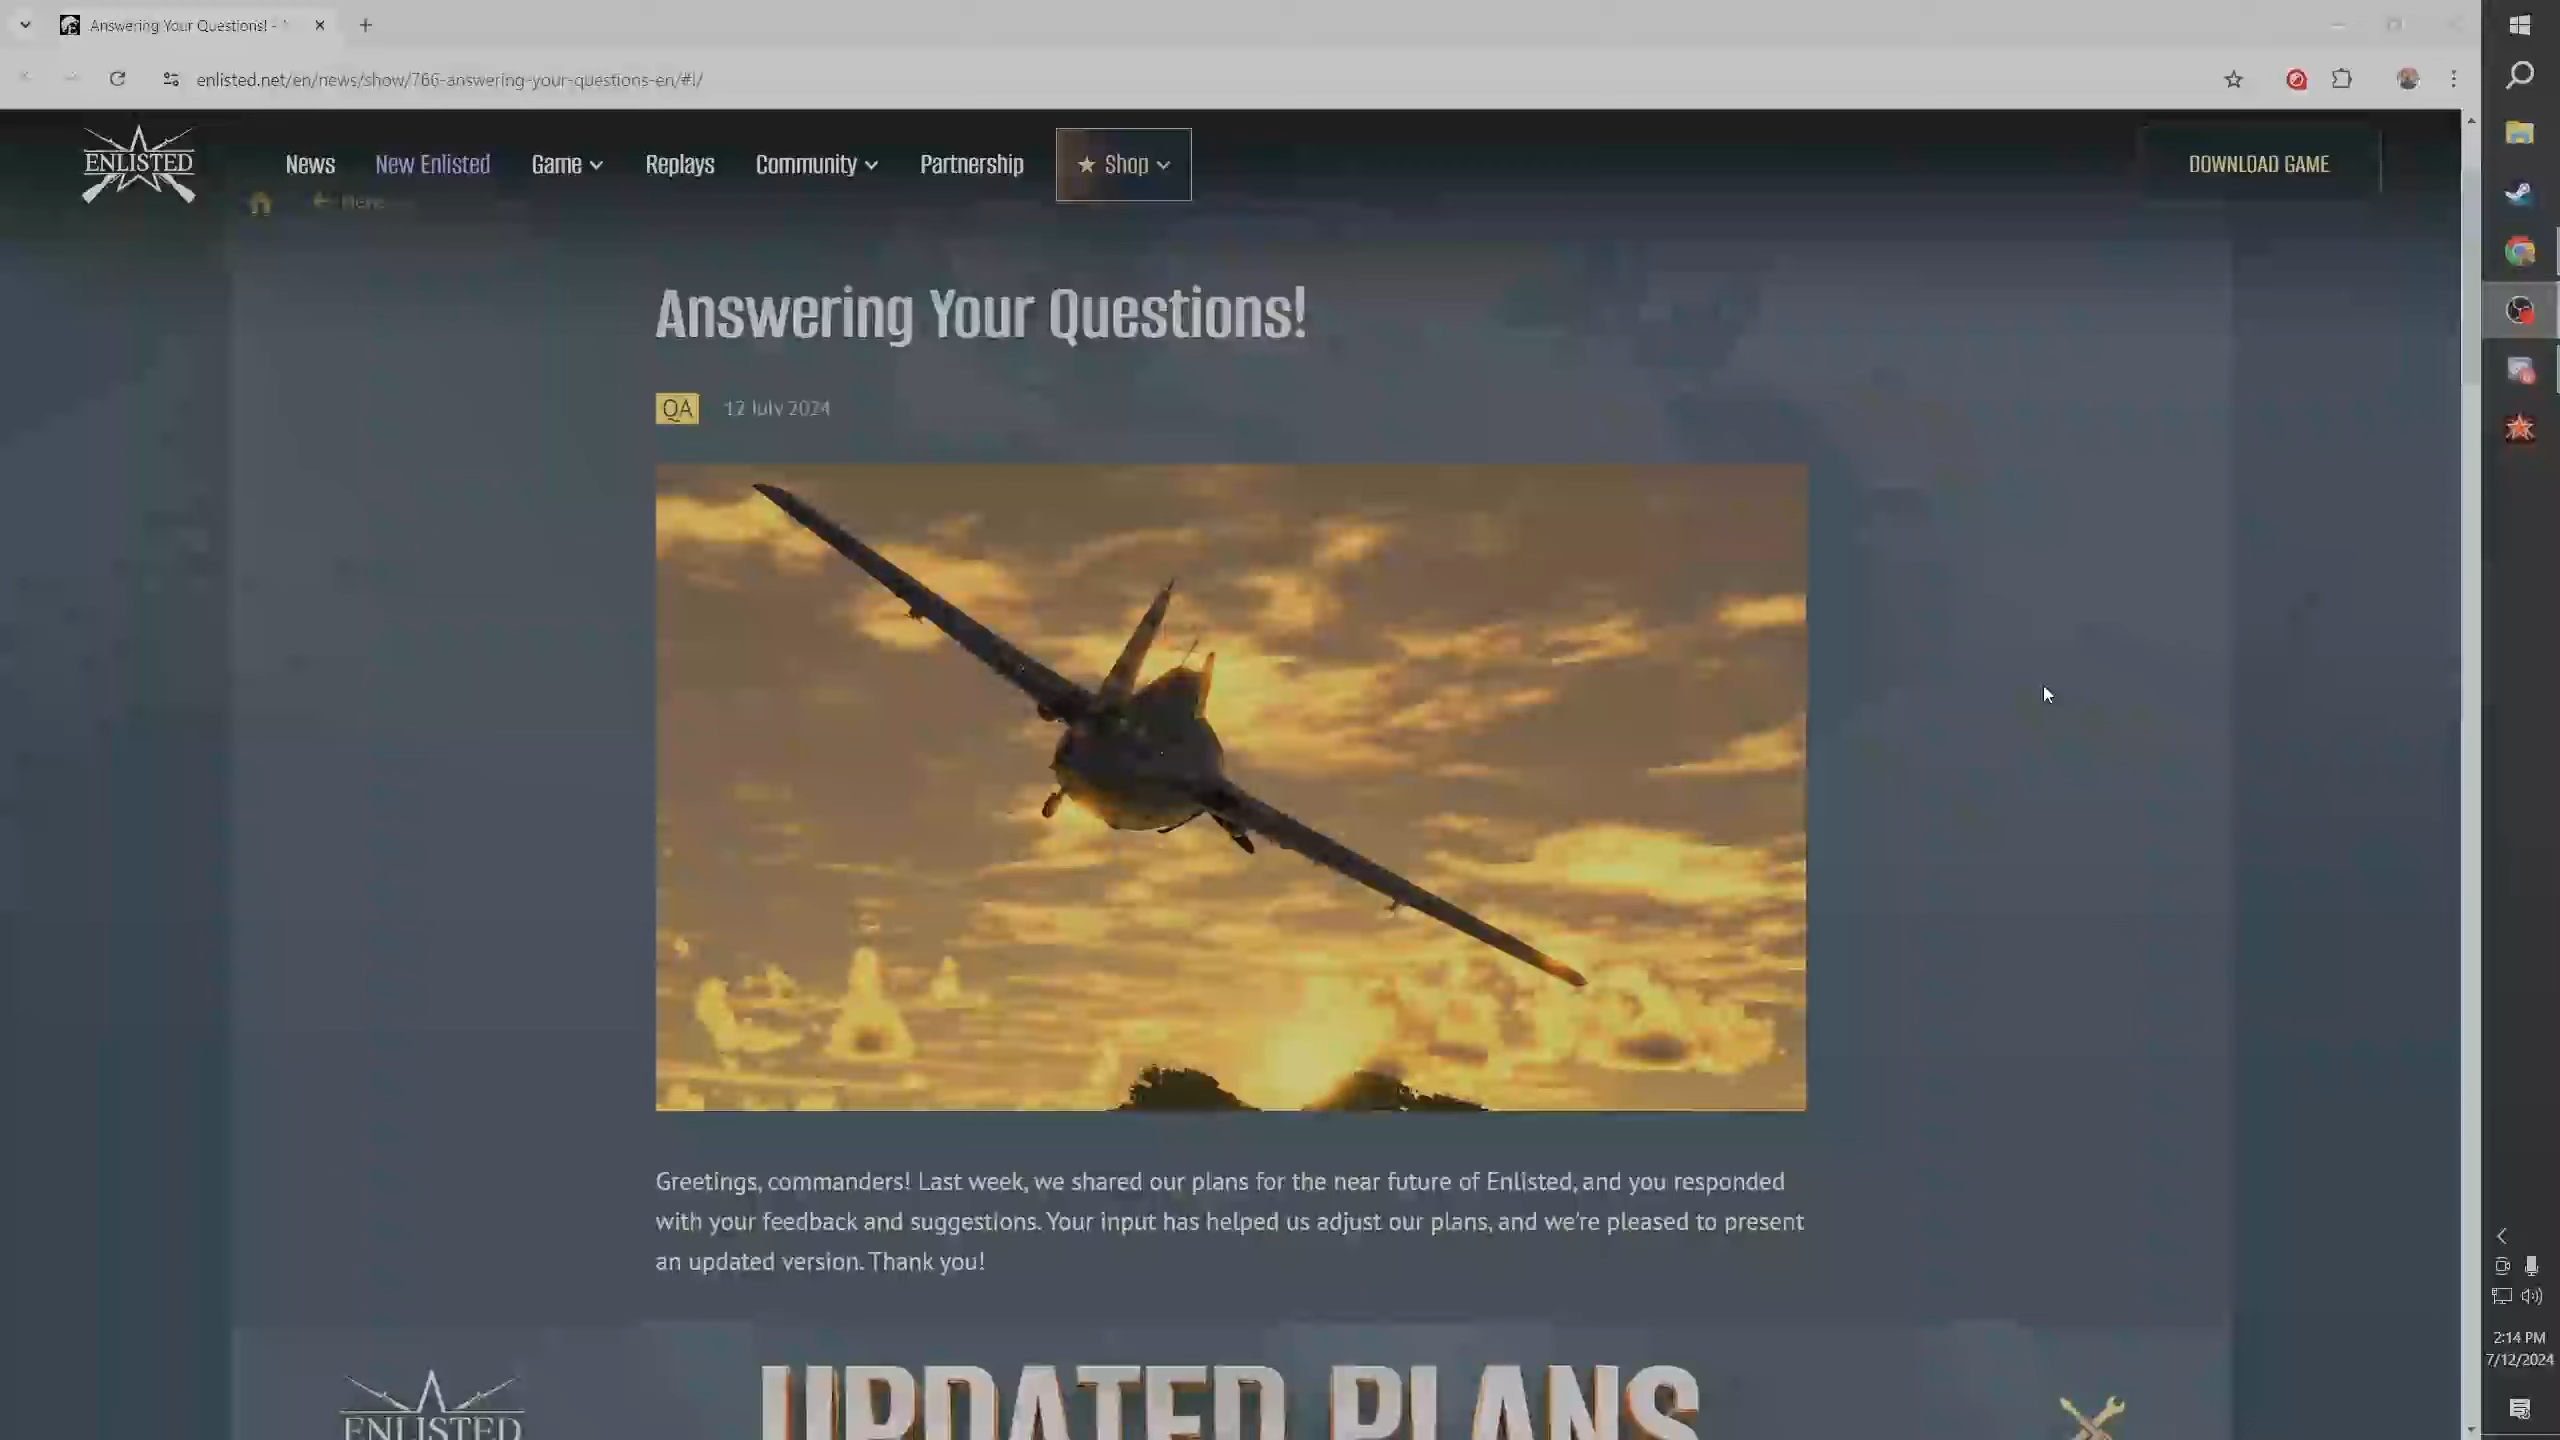 Answering Your Questions! -
enlisted.net/en/news/show/766-answering-your-questions-en/#!/
ENLISTED
News
New Enlisted
Game
Replays
Community
Partnership
★ Shop
DOWNLOAD GAME
Answering Your Questions!
QA
12 July 2024
Greetings, commanders! Last week, we shared our plans for the near future of Enlisted, and you responded
with your feedback and suggestions. Your input has helped us adjust our plans, and we're pleased to present
an updated version. Thank you!
ENLISTED
UPDATED PLANS
2:14 PM
7/12/2024